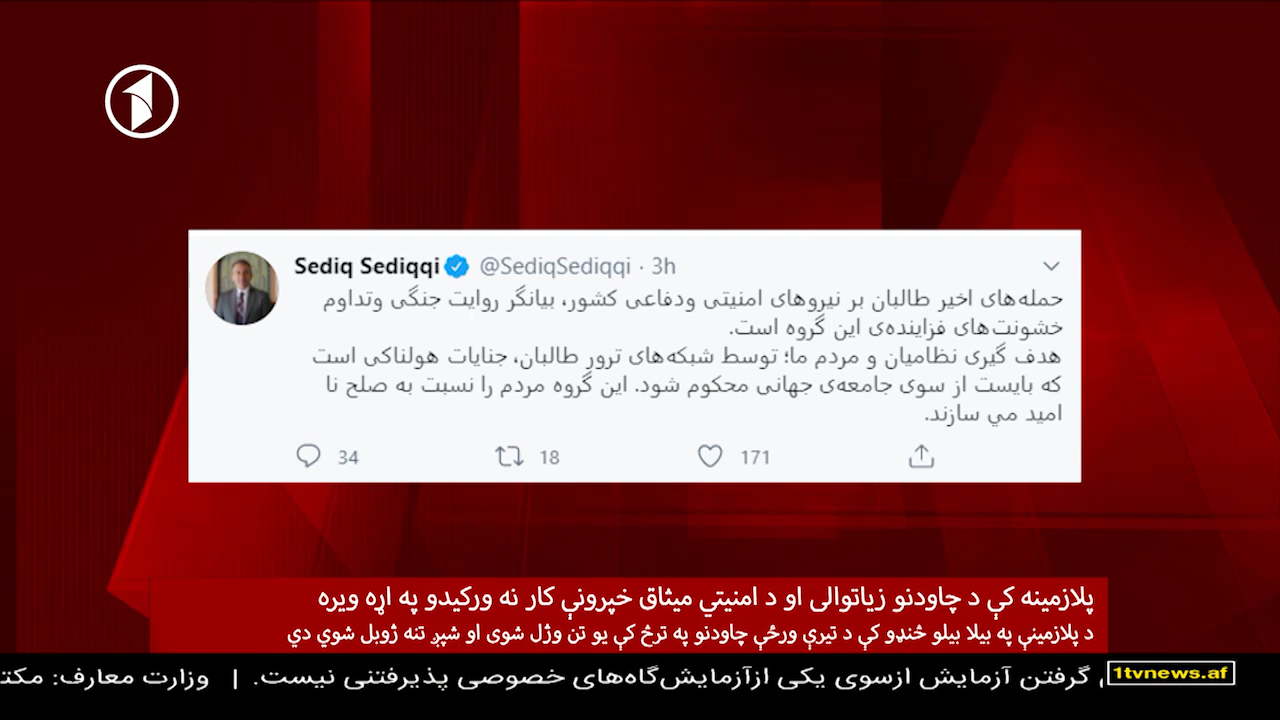 Sediq Sediqqi @SediqSediqqi · 3h
حمله‌های اخیر طالبان بر نیروهای امنیتی ودفاعی کشور، بیانگر روایت جنگی وتداوم
خشونت‌های فزاینده‌ی این گروه است.
هدف گیری نظامیان و مردم ما؛ توسط شبکه‌های ترور طالبان، جنایات هولناکی است
که بایست از سوی جامعه‌ی جهانی محکوم شود. این گروه مردم را نسبت به صلح نا
امید مي سازند.
34 18 171
پلازمینه کې د چاودنو زیاتوالی او د امنیتي میثاق خپرونې کار نه ورکیدو په اړه ویره
د پلازمینې په بیلا بیلو څنډو کې د تیرې ورځې چاودنو په ترڅ کې یو تن وژل شوی او شپږ تنه ژوبل شوي دي
گرفتن آزمایش ازسوی یکی ازآزمایش‌گاه‌های خصوصی پذیرفتنی نیست. | وزارت معارف:
1tvnews.af